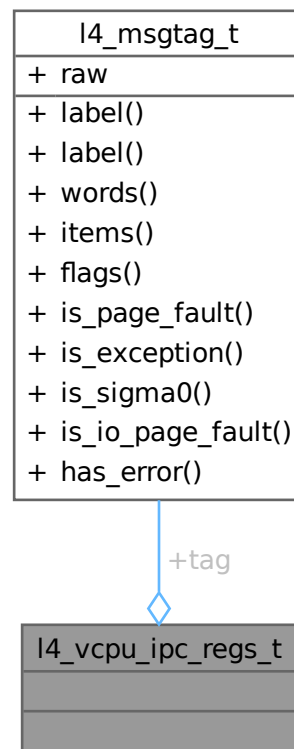 l4_msgtag_t
+ raw
+ label()
+ label()
+ words()
+ items()
+ flags()
+ is_page_fault()
+ is_exception()
+ is_sigma0()
+ is_io_page_fault()
+ has_error()
+tag
l4_vcpu_ipc_regs_t